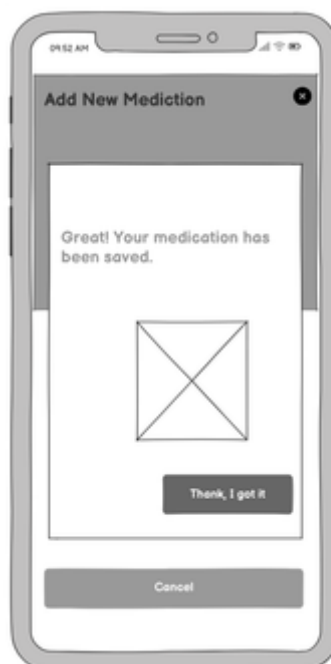 09:52 AM
Add New Mediction
Great! Your medication has
been saved.
Thank, I got it
Cancel